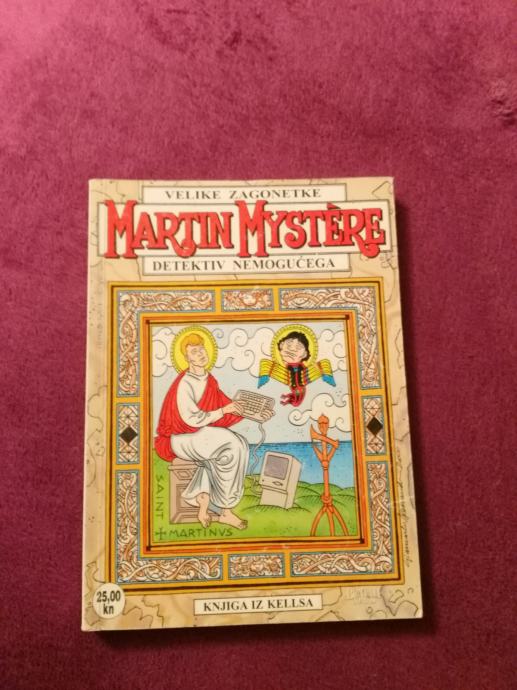 VELIKE ZAGONETKE
MARTIN MYSTÈRE
DETEKTIV NEMOGUĆEGA
SAINT
MARTINVS
25,00
kn
KNJIGA IZ KELLSA